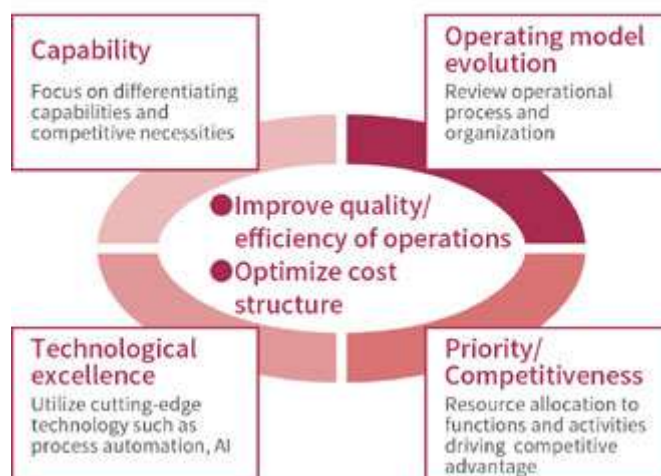 Capability
Focus on differentiating
capabilities and
competitive necessities
Operating model
evolution
Review operational
process and
organization
●Improve quality/
efficiency of operations
●Optimize cost
structure
Technological
excellence
Utilize cutting-edge
technology such as
process automation, AI
Priority/
Competitiveness
Resource allocation to
functions and activities
driving competitive
advantage